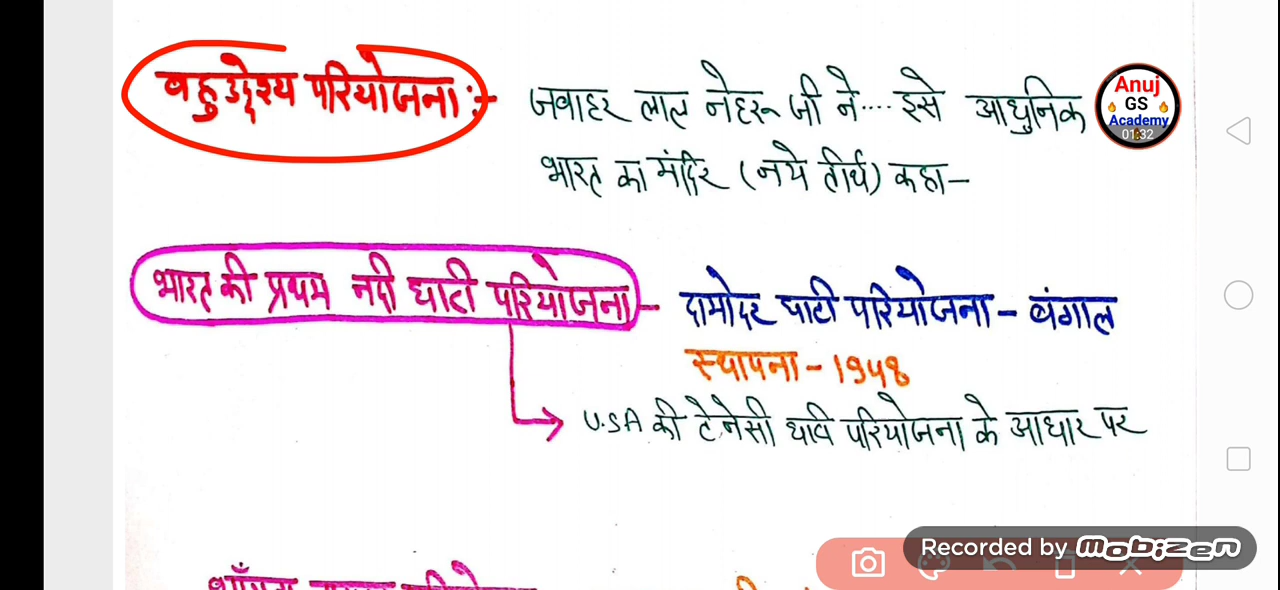 बहुउद्देश्य परियोजना :- जवाहर लाल नेहरू जी ने.... इसे आधुनिक
भारत का मंदिर (नये तीर्थ) कहा-
Anuj
GS
Academy
01:32
भारत की प्रथम नदी घाटी परियोजना - दामोदर घाटी परियोजना - बंगाल
स्थापना - 1948
U.SA की टेनेसी परियोजना के आधार पर
Recorded by Mobizen